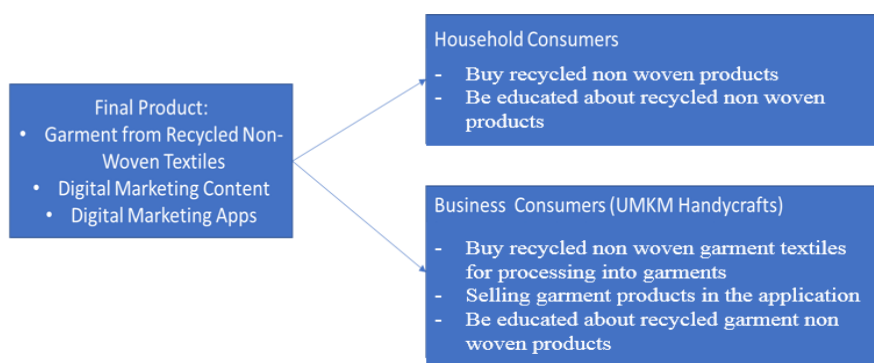 Final Product:
• Garment from Recycled Non-
Woven Textiles
• Digital Marketing Content
• Digital Marketing Apps
Household Consumers
- Buy recycled non woven products
- Be educated about recycled non woven
products
Business Consumers (UMKM Handycrafts)
- Buy recycled non woven garment textiles
for processing into garments
- Selling garment products in the application
- Be educated about recycled garment non
woven products